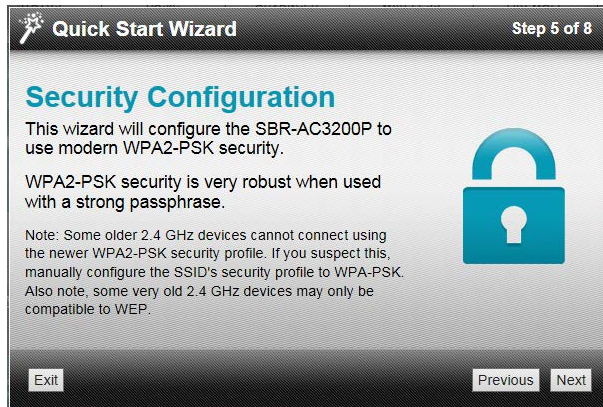 Quick Start Wizard
Step 5 of 8
Security Configuration
This wizard will configure the SBR-AC3200P to
use modern WPA2-PSK security.
WPA2-PSK security is very robust when used
with a strong passphrase.
Note: Some older 2.4 GHz devices cannot connect using
the newer WPA2-PSK security profile. If you suspect this,
manually configure the SSID's security profile to WPA-PSK.
Also note, some very old 2.4 GHz devices may only be
compatible to WEP.
Exit
Previous
Next